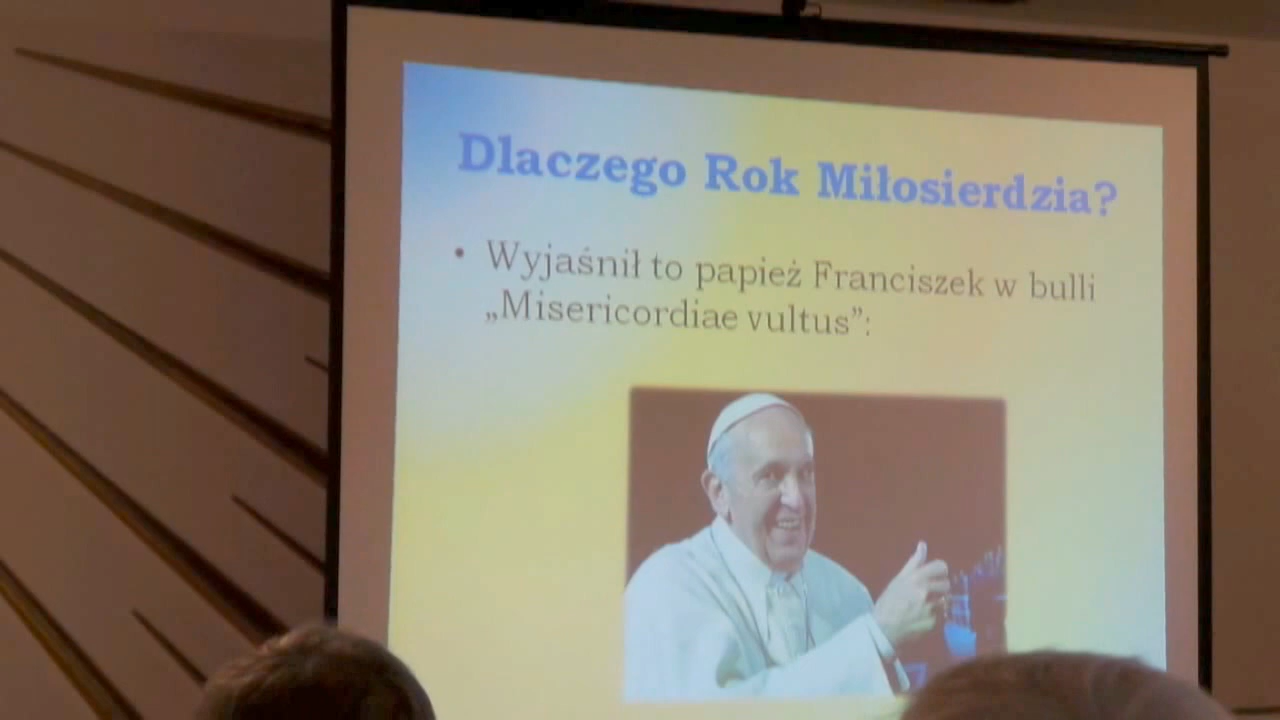 Dlaczego Rok Miłosierdzia?
• Wyjaśnił to papież Franciszek w bulli
„Misericordiae vultus”: